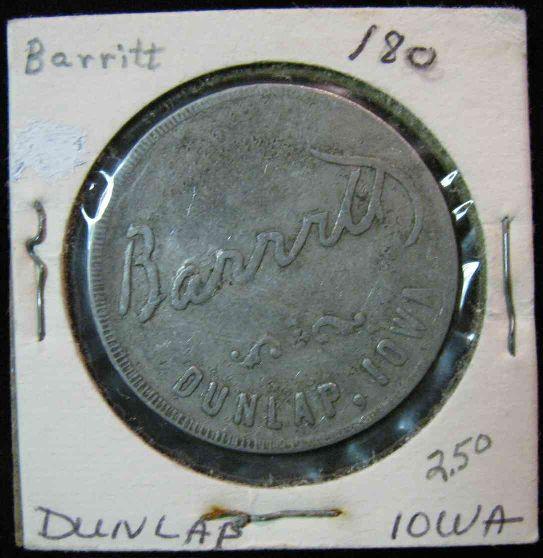 Barritt 180
Barritt
DUNLAP, IOWA
2.50
DUNLAP IOWA